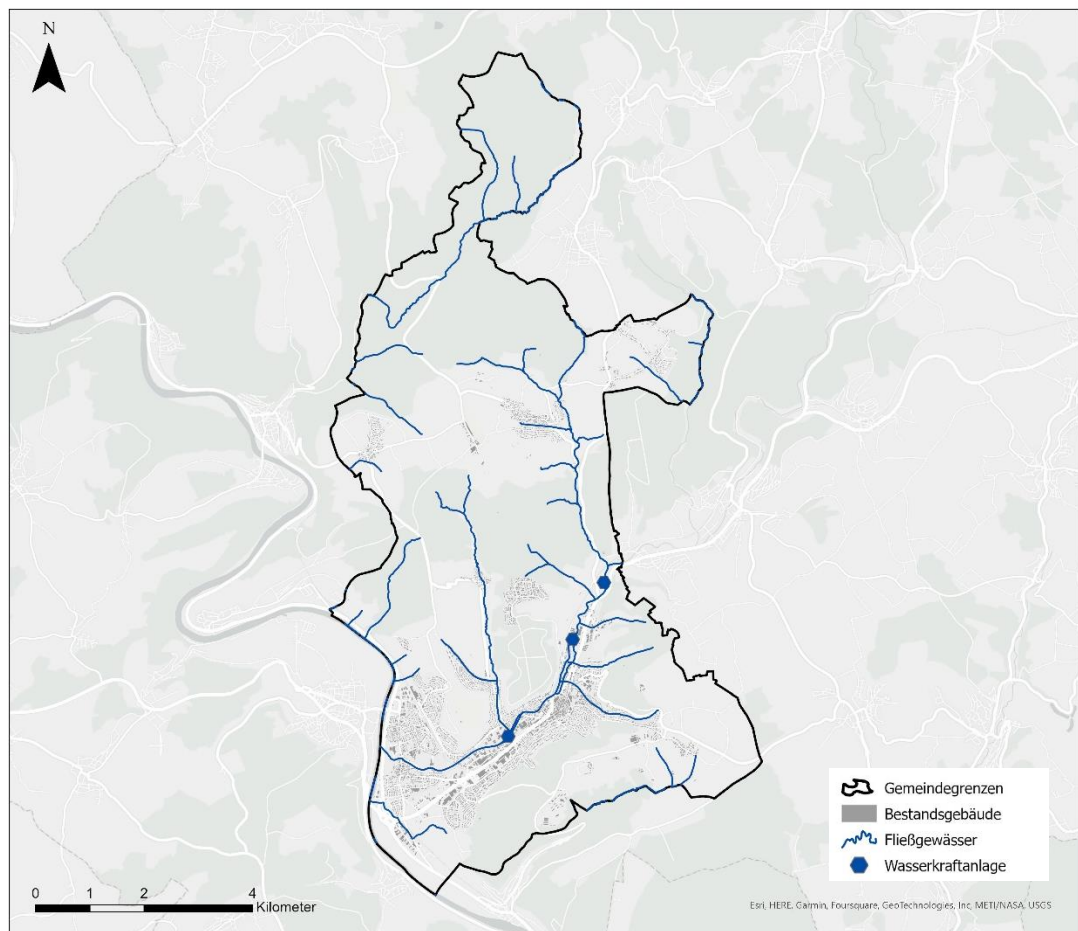 N
Gemeindegrenzen
Bestandsgebäude
Fließgewässer
Wasserkraftanlage
0 1 2 4
Kilometer
Esri, HERE, Garmin, Foursquare, GeoTechnologies, Inc, METI/NASA, USGS